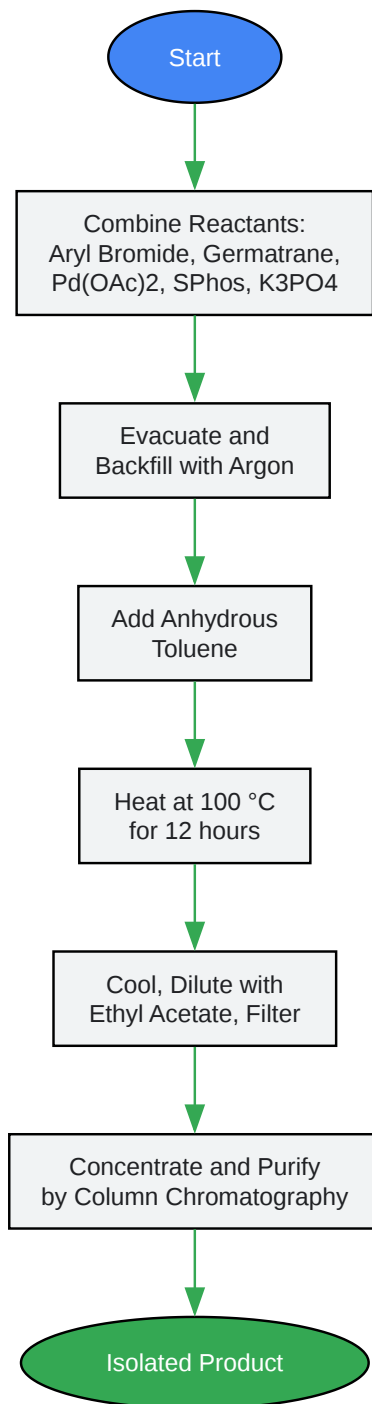 Start
Combine Reactants:
Aryl Bromide, Germatrane,
Pd(OAc)2, SPhos, K3PO4
Evacuate and
Backfill with Argon
Add Anhydrous
Toluene
Heat at 100 °C
for 12 hours
Cool, Dilute with
Ethyl Acetate, Filter
Concentrate and Purify
by Column Chromatography
Isolated Product